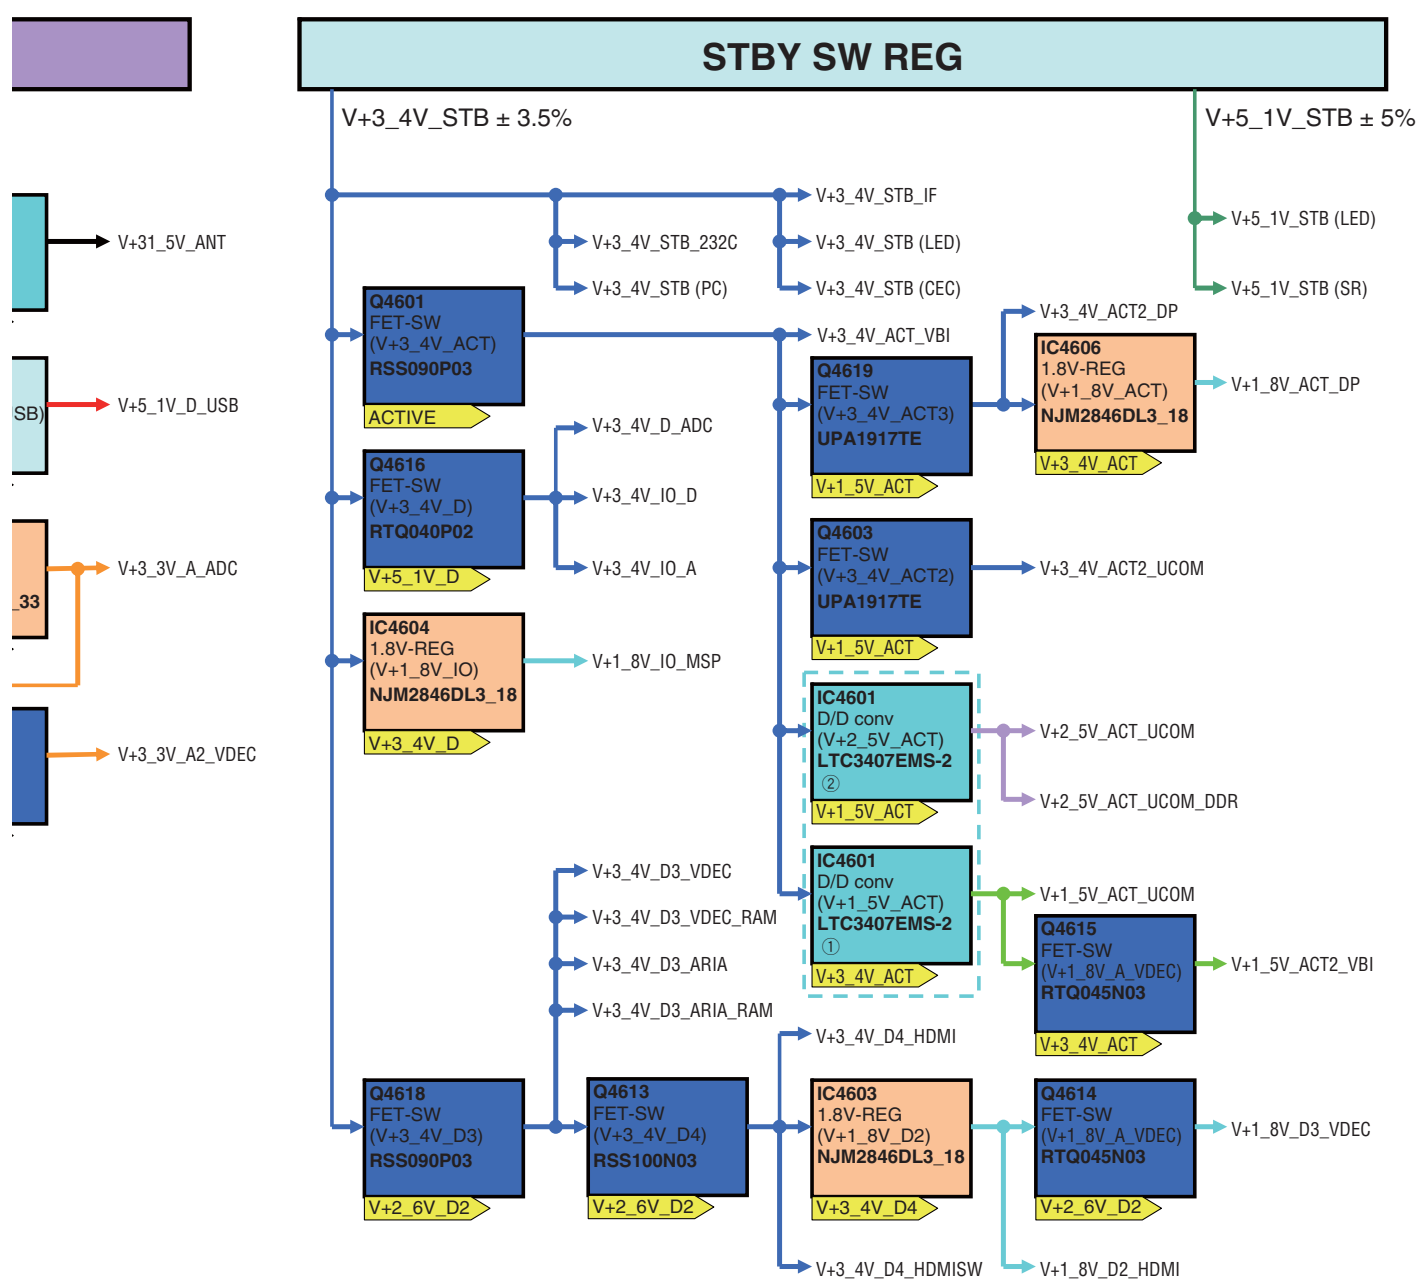 STBY SW REG
V+3_4V_STB ± 3.5%
V+5_1V_STB ± 5%
V+31_5V_ANT
SB)
V+5_1V_D_USB
V+3_3V_A_ADC
_33
V+3_3V_A2_VDEC
V+3_4V_STB_IF
V+3_4V_STB_232C
V+3_4V_STB (LED)
V+3_4V_STB (PC)
V+3_4V_STB (CEC)
V+5_1V_STB (LED)
V+5_1V_STB (SR)
Q4601
FET-SW
(V+3_4V_ACT)
RSS090P03
ACTIVE
V+3_4V_ACT_VBI
Q4619
FET-SW
(V+3_4V_ACT3)
UPA1917TE
V+1_5V_ACT
V+3_4V_ACT2_DP
IC4606
1.8V-REG
(V+1_8V_ACT)
NJM2846DL3_18
V+3_4V_ACT
V+1_8V_ACT_DP
Q4616
FET-SW
(V+3_4V_D)
RTQ040P02
V+5_1V_D
V+3_4V_D_ADC
V+3_4V_IO_D
V+3_4V_IO_A
Q4603
FET-SW
(V+3_4V_ACT2)
UPA1917TE
V+1_5V_ACT
V+3_4V_ACT2_UCOM
IC4604
1.8V-REG
(V+1_8V_IO)
NJM2846DL3_18
V+3_4V_D
V+1_8V_IO_MSP
IC4601
D/D conv
(V+2_5V_ACT)
LTC3407EMS-2
②
V+1_5V_ACT
V+2_5V_ACT_UCOM
V+2_5V_ACT_UCOM_DDR
IC4601
D/D conv
(V+1_5V_ACT)
LTC3407EMS-2
①
V+3_4V_ACT
V+1_5V_ACT_UCOM
Q4615
FET-SW
(V+1_8V_A_VDEC)
RTQ045N03
V+3_4V_ACT
V+1_5V_ACT2_VBI
V+3_4V_D3_VDEC
V+3_4V_D3_VDEC_RAM
V+3_4V_D3_ARIA
V+3_4V_D3_ARIA_RAM
V+3_4V_D4_HDMI
Q4618
FET-SW
(V+3_4V_D3)
RSS090P03
V+2_6V_D2
Q4613
FET-SW
(V+3_4V_D4)
RSS100N03
V+2_6V_D2
IC4603
1.8V-REG
(V+1_8V_D2)
NJM2846DL3_18
V+3_4V_D4
Q4614
FET-SW
(V+1_8V_A_VDEC)
RTQ045N03
V+2_6V_D2
V+1_8V_D3_VDEC
V+3_4V_D4_HDMISW
V+1_8V_D2_HDMI